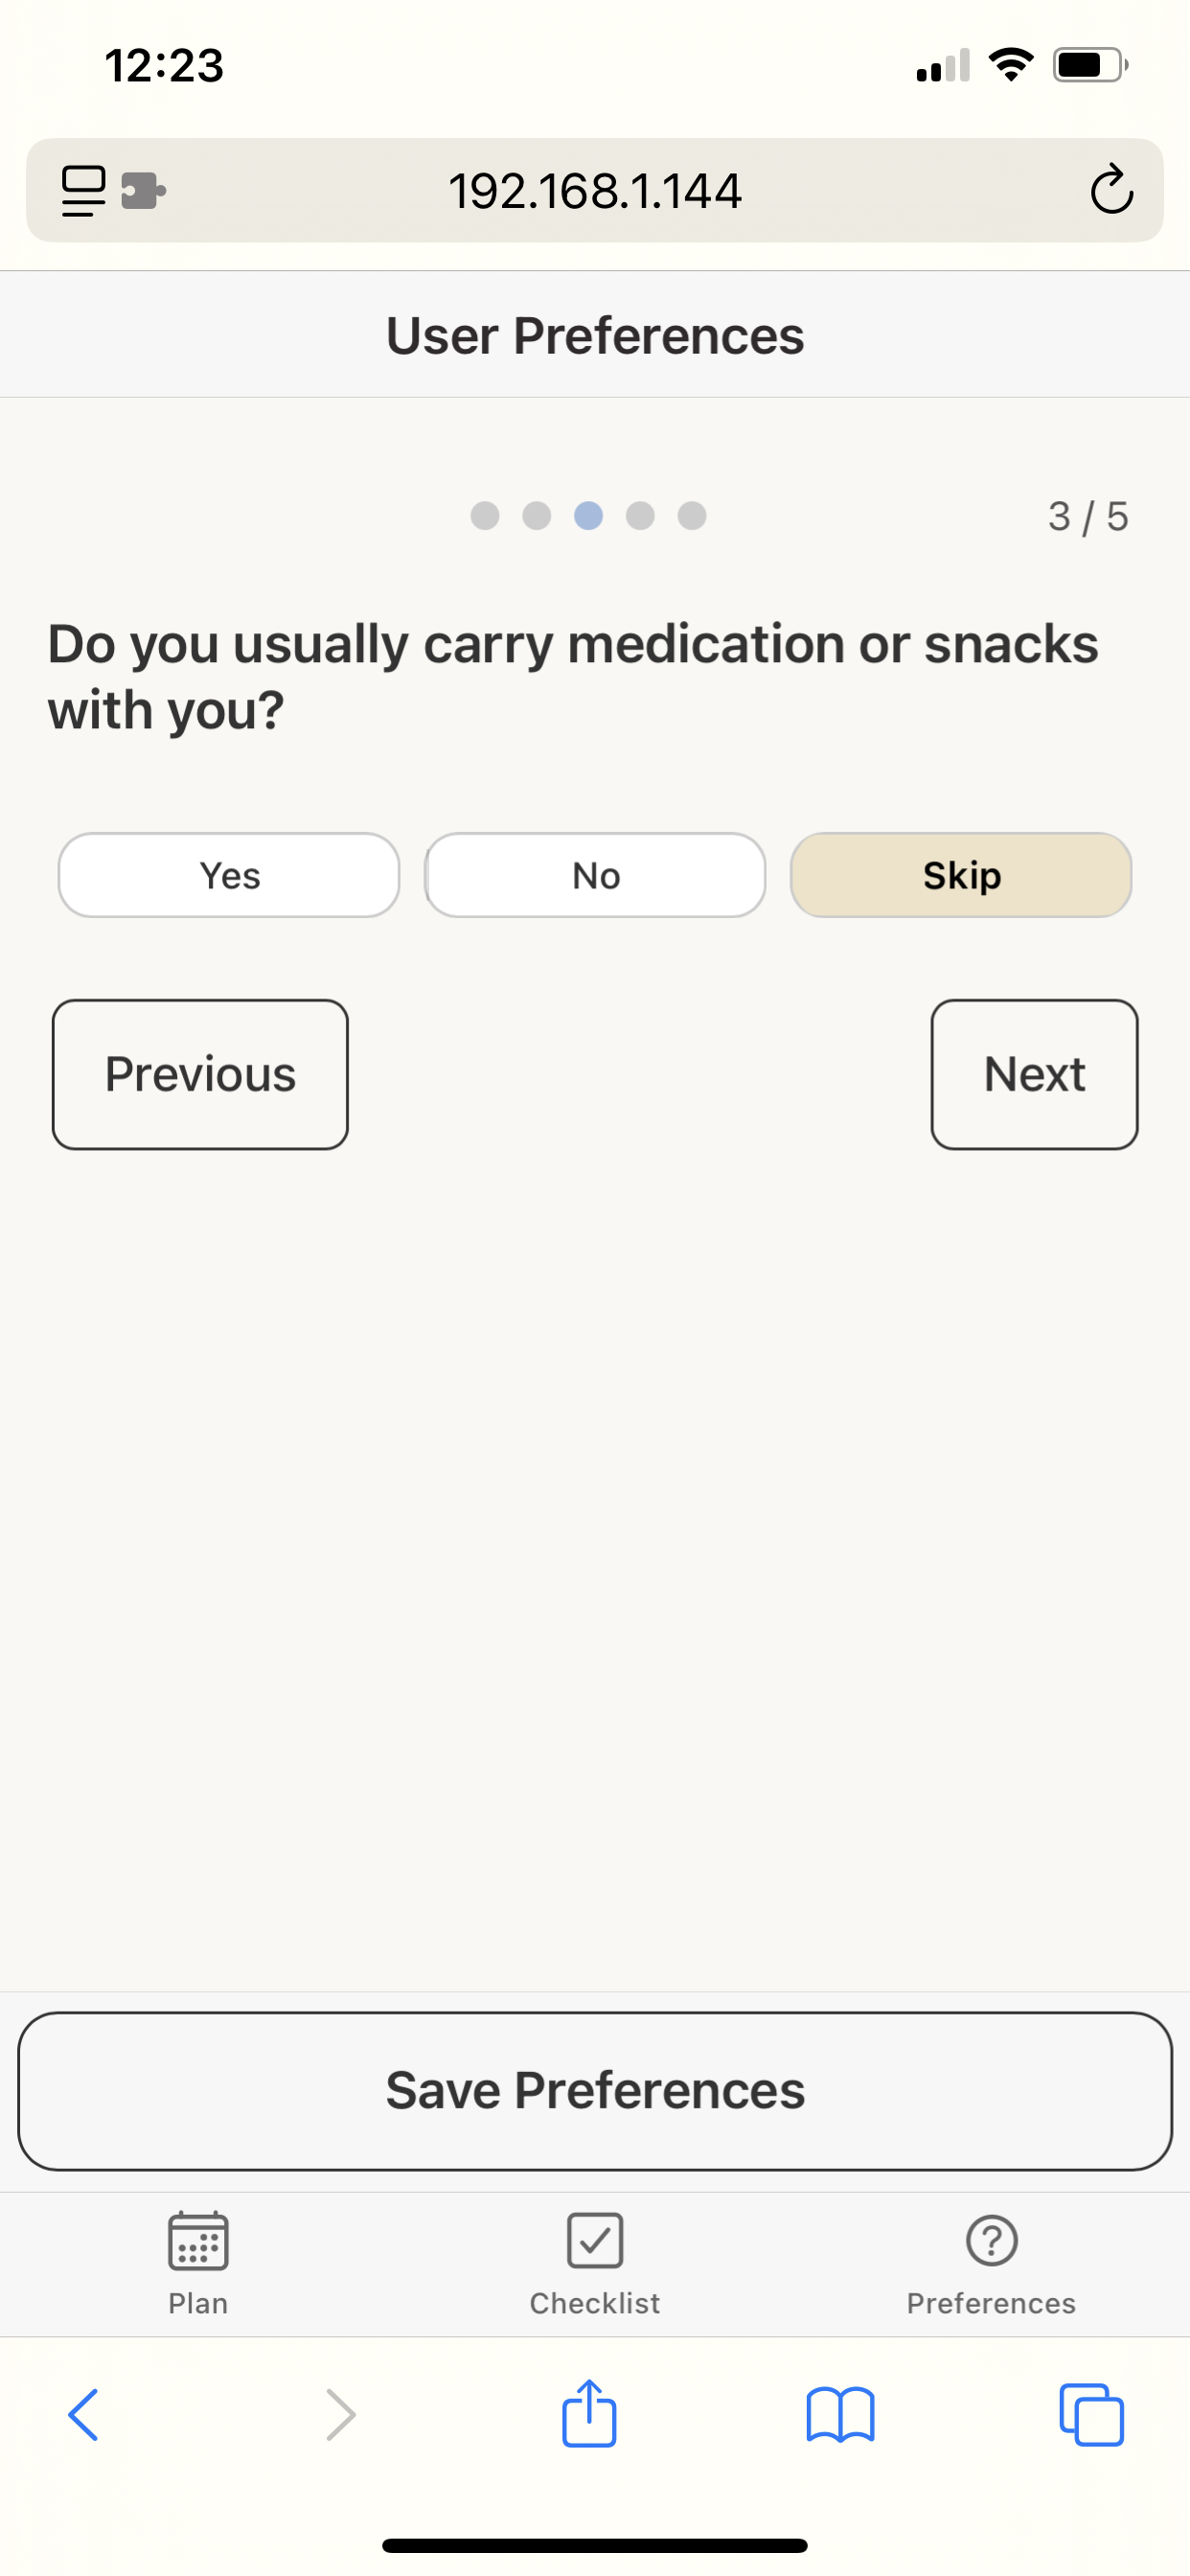 12:23
192.168.1.144
User Preferences
3 / 5
Do you usually carry medication or snacks
with you?
Yes No Skip
Previous Next
Save Preferences
Plan Checklist Preferences